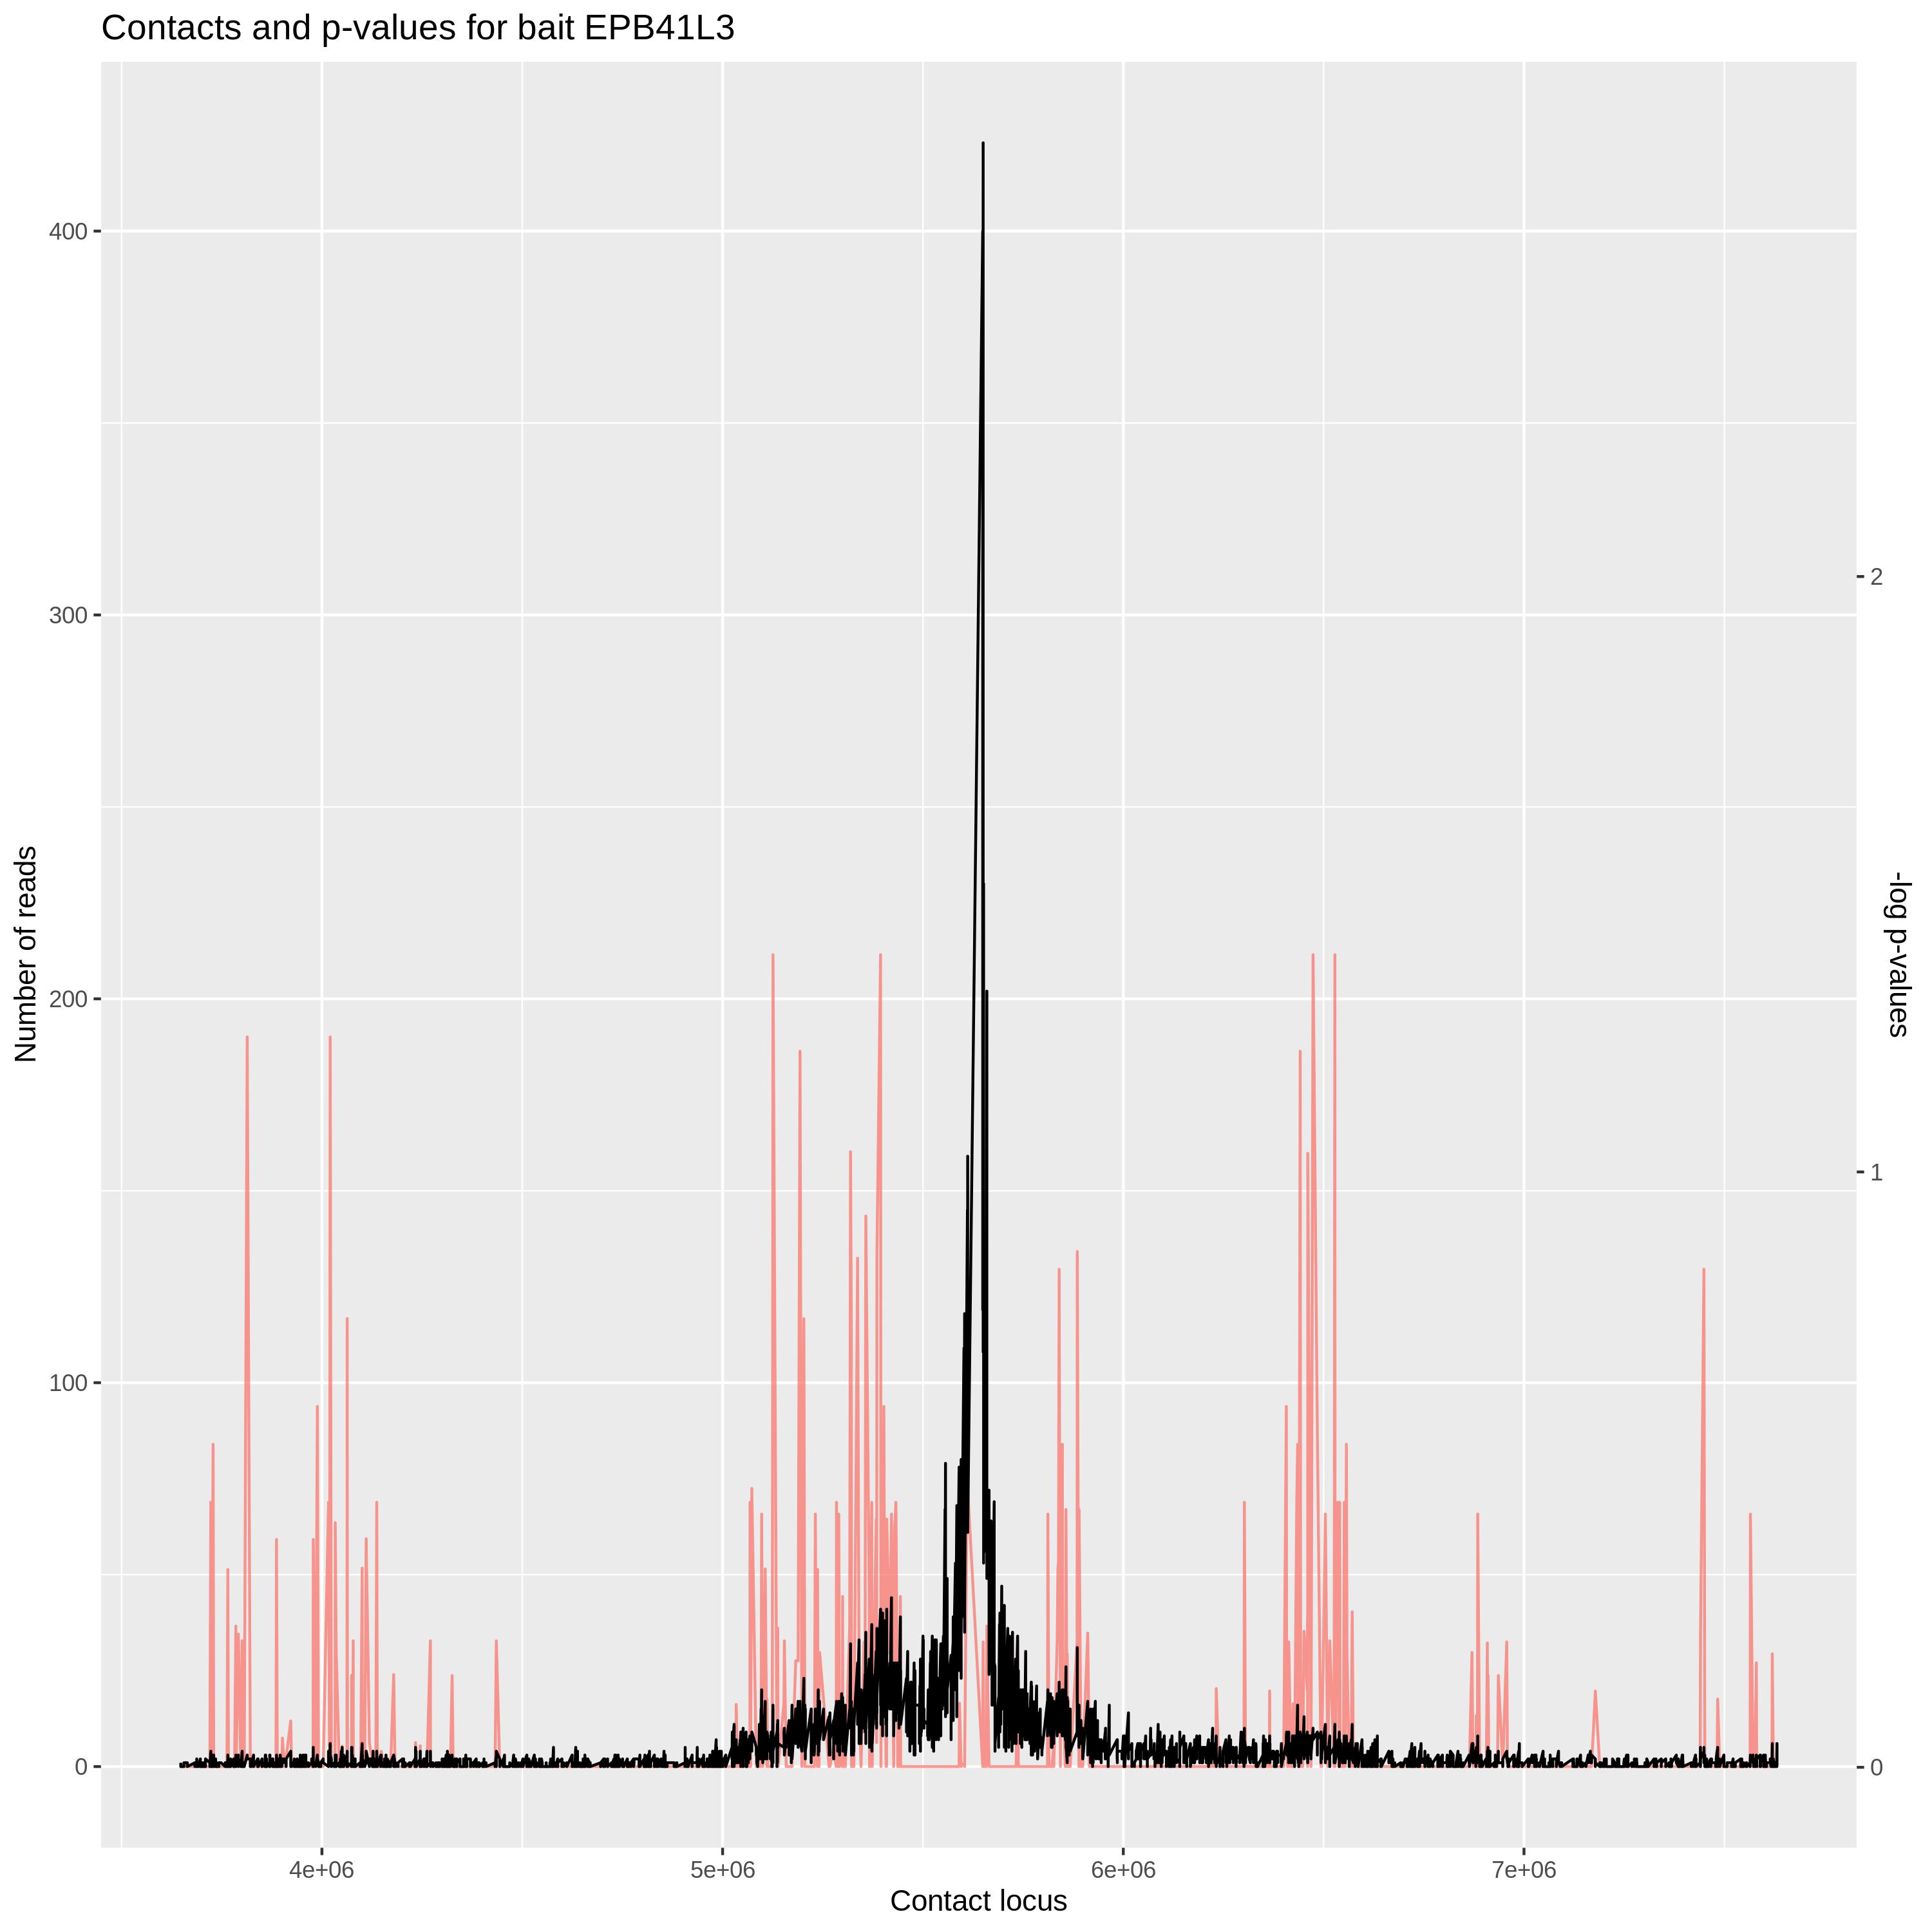 Contacts and p-values for bait EPB41L3
400
300
200
100
0
Number of reads
2
1
0
-log p-values
4e+06 5e+06 6e+06 7e+06
Contact locus